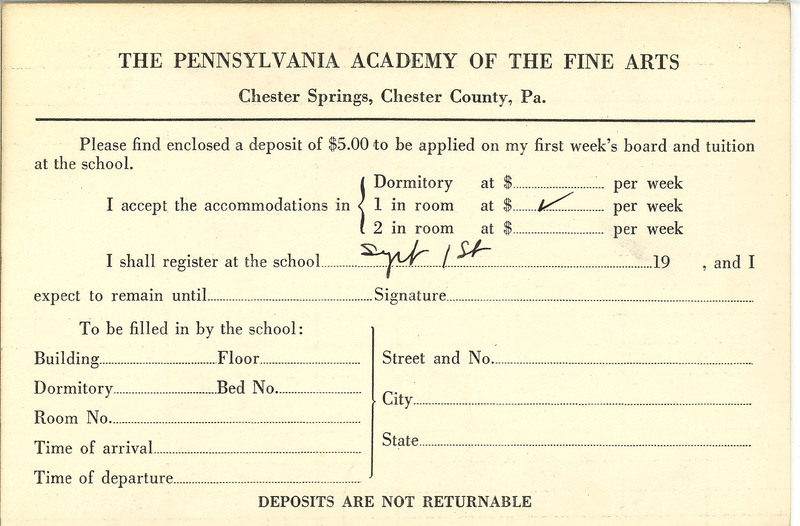 THE PENNSYLVANIA ACADEMY OF THE FINE ARTS
Chester Springs, Chester County, Pa.
Please find enclosed a deposit of $5.00 to be applied on my first week's board and tuition
at the school.
I accept the accommodations in
Dormitory at $ per week
1 in room at $ ✓ per week
2 in room at $ per week
I shall register at the school Sept 1st 19 , and I
expect to remain until Signature
To be filled in by the school:
Building Floor
Dormitory Bed No.
Room No.
Time of arrival
Time of departure
Street and No.
City
State
DEPOSITS ARE NOT RETURNABLE